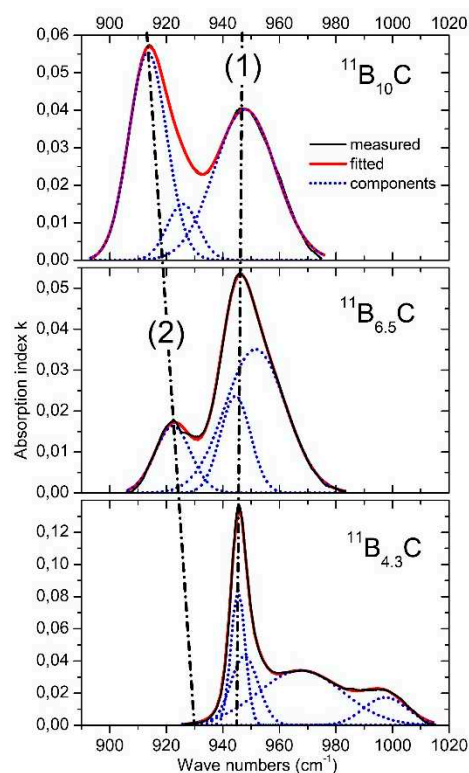 900 920 940 960 980 1000 1020
0,06
0,05
0,04
0,03
0,02
0,01
0,00
(1)
¹¹B₁₀C
measured
fitted
components
0,06
0,05
0,04
0,03
0,02
0,01
0,00
(2)
¹¹B₆.₅C
Absorption index k
0,12
0,10
0,08
0,06
0,04
0,02
0,00
¹¹B₄.₃C
900 920 940 960 980 1000 1020
Wave numbers (cm⁻¹)